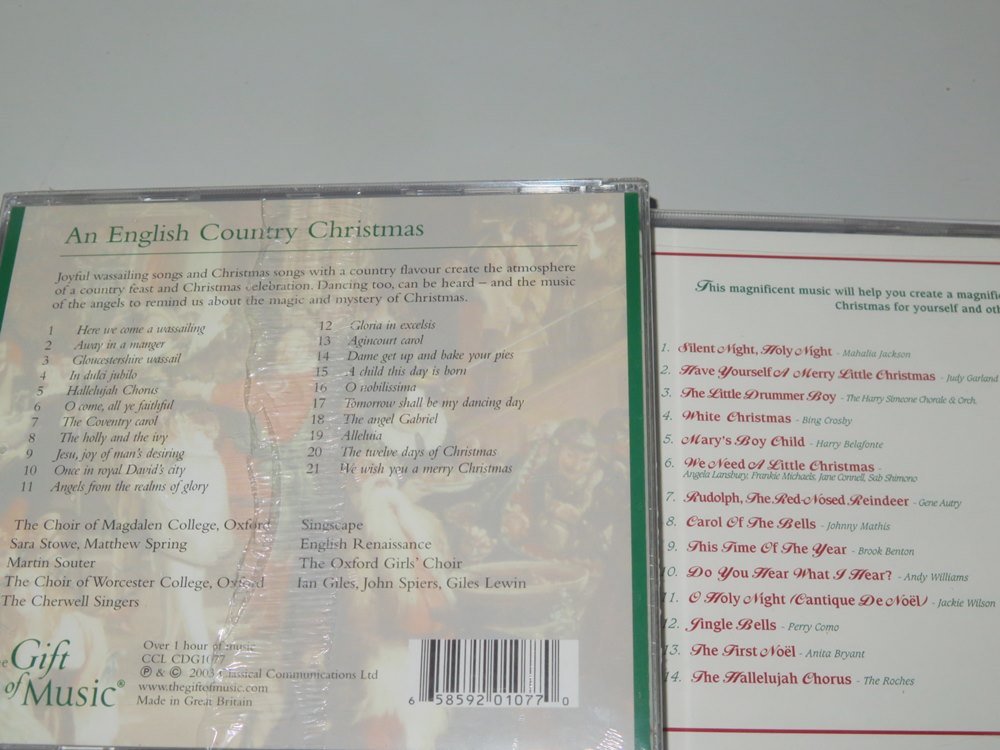 An English Country Christmas
Joyful wassailing songs and Christmas songs with a country flavour create the atmosphere
of a country feast and Christmas celebration. Dancing too, can be heard – and the music
of the angels to remind us about the magic and mystery of Christmas.
1 Here we come a wassailing
2 Away in a manger
3 Gloucestershire wassail
4 In dulci jubilo
5 Hallelujah Chorus
6 O come, all ye faithful
7 The Coventry carol
8 The holly and the ivy
9 Jesu, joy of man's desiring
10 Once in royal David's city
11 Angels from the realms of glory
12 Gloria in excelsis
13 Agincourt carol
14 Dame get up and bake your pies
15 A child this day is born
16 O nobilissima
17 Tomorrow shall be my dancing day
18 The angel Gabriel
19 Alleluia
20 The twelve days of Christmas
21 We wish you a merry Christmas
The Choir of Magdalen College, Oxford
Sara Stowe, Matthew Spring
Martin Souter
The Choir of Worcester College, Oxford
The Cherwell Singers
Singscape
English Renaissance
The Oxford Girls' Choir
Ian Giles, John Spiers, Giles Lewin
Gift
of Music®
Over 1 hour of music
CCL CDG1077
℗ & © 2003 Classical Communications Ltd
www.thegiftofmusic.com
Made in Great Britain
6 58592 01077 0
This magnificent music will help you create a magnifi
Christmas for yourself and oth
1. Silent Night, Holy Night - Mahalia Jackson
2. Have Yourself A Merry Little Christmas - Judy Garland
3. The Little Drummer Boy - The Harry Simeone Chorale & Orch.
4. White Christmas - Bing Crosby
5. Mary's Boy Child - Harry Belafonte
6. We Need A Little Christmas -
Angela Lansbury, Frankie Michaels, Jane Connell, Sab Shimono
7. Rudolph, The Red-Nosed Reindeer - Gene Autry
8. Carol Of The Bells - Johnny Mathis
9. This Time Of The Year - Brook Benton
10. Do You Hear What I Hear? - Andy Williams
11. O Holy Night (Cantique De Noël) - Jackie Wilson
12. Jingle Bells - Perry Como
13. The First Noël - Anita Bryant
14. The Hallelujah Chorus - The Roches